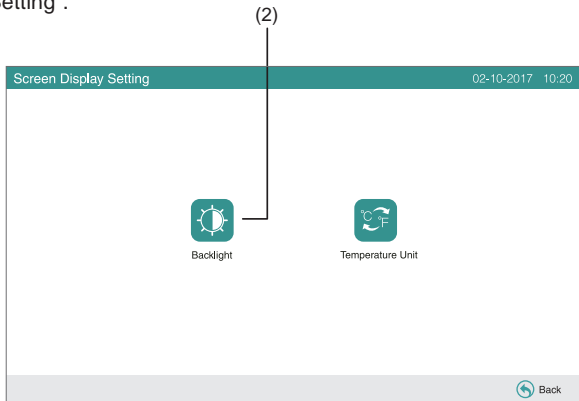 etting".
(2)
Screen Display Setting 02-10-2017 10:20
°C °F
Backlight Temperature Unit
Back